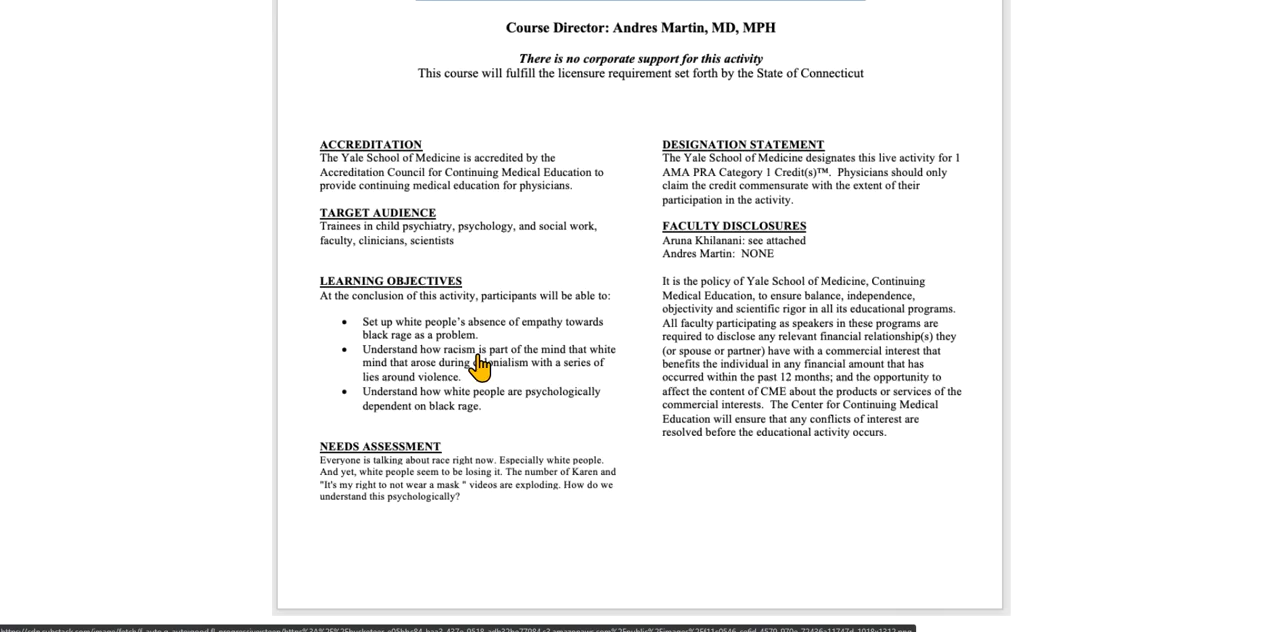 Course Director: Andres Martin, MD, MPH
There is no corporate support for this activity
This course will fulfill the licensure requirement set forth by the State of Connecticut
ACCREDITATION
The Yale School of Medicine is accredited by the
Accreditation Council for Continuing Medical Education to
provide continuing medical education for physicians.
TARGET AUDIENCE
Trainees in child psychiatry, psychology, and social work,
faculty, clinicians, scientists
LEARNING OBJECTIVES
At the conclusion of this activity, participants will be able to:
• Set up white people's absence of empathy towards
black rage as a problem.
• Understand how racism is part of the mind that white
mind that arose during with a series of
lies around violence.
• Understand how white people are psychologically
dependent on black rage.
NEEDS ASSESSMENT
Everyone is talking about race right now. Especially white people.
And yet, white people seem to be losing it. The number of Karen and
"It's my right to not wear a mask " videos are exploding. How do we
understand this psychologically?
DESIGNATION STATEMENT
The Yale School of Medicine designates this live activity for 1
AMA PRA Category 1 Credit(s)™. Physicians should only
claim the credit commensurate with the extent of their
participation in the activity.
FACULTY DISCLOSURES
Aruna Khilanani: see attached
Andres Martin: NONE
It is the policy of Yale School of Medicine, Continuing
Medical Education, to ensure balance, independence,
objectivity and scientific rigor in all its educational programs.
All faculty participating as speakers in these programs are
required to disclose any relevant financial relationship(s) they
(or spouse or partner) have with a commercial interest that
benefits the individual in any financial amount that has
occurred within the past 12 months; and the opportunity to
affect the content of CME about the products or services of the
commercial interests. The Center for Continuing Medical
Education will ensure that any conflicts of interest are
resolved before the educational activity occurs.